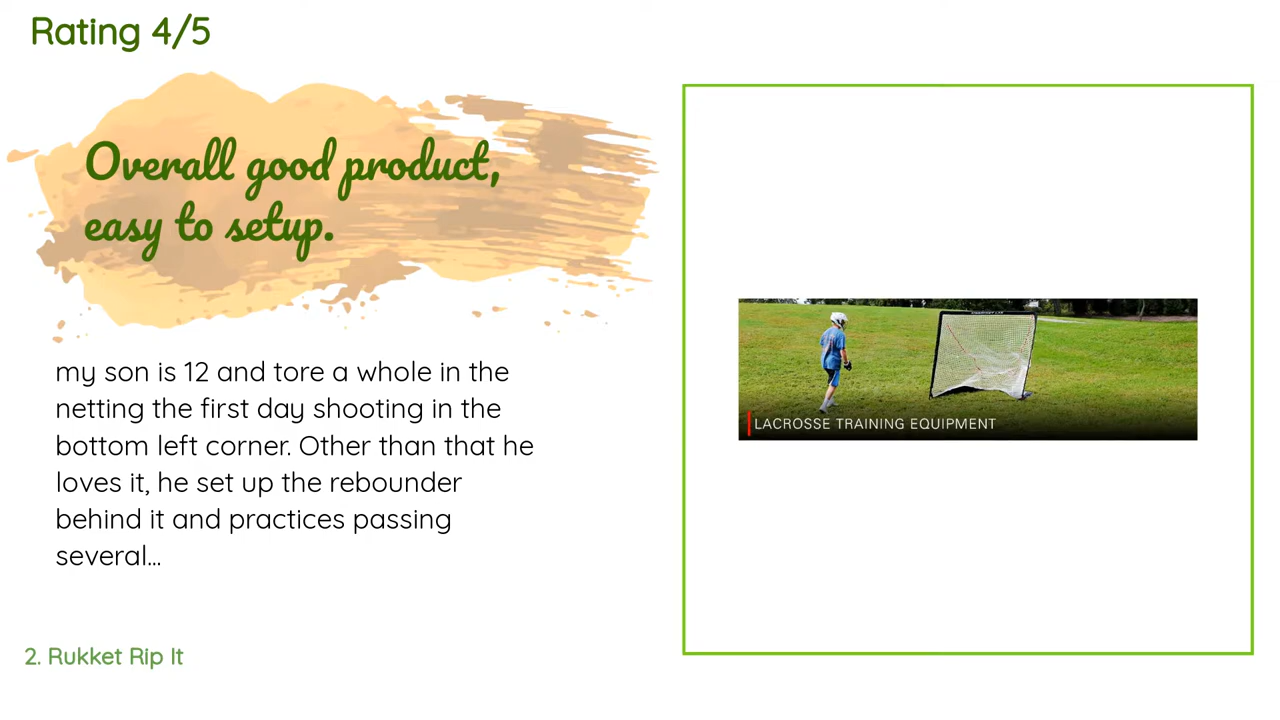 Rating 4/5
Overall good product,
easy to setup.
my son is 12 and tore a whole in the
netting the first day shooting in the
bottom left corner. Other than that he
loves it, he set up the rebounder
behind it and practices passing
several...
LACROSSE TRAINING EQUIPMENT
2. Rukket Rip It